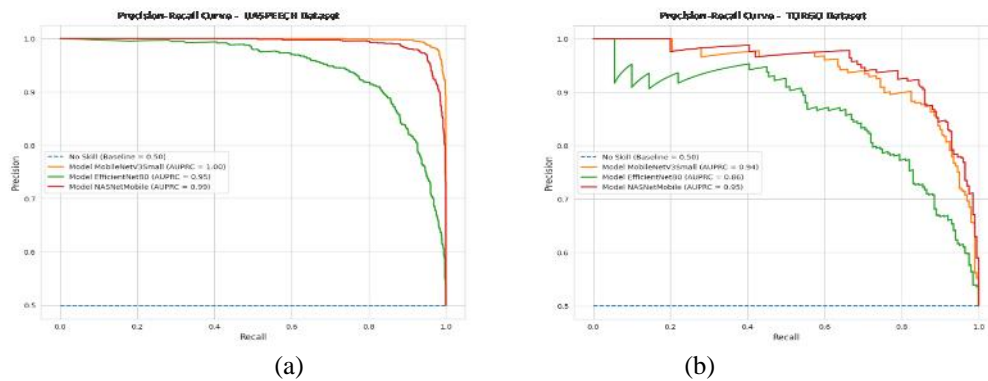 Precision-Recall Curve - UASPEECH Dataset
1.0
0.9
0.8
0.7
0.6
0.5
Precision
No Skill (Baseline = 0.50)
Model MobileNetV3Small (AUPRC = 1.00)
Model EfficientNetB0 (AUPRC = 0.95)
Model NASNetMobile (AUPRC = 0.99)
0.0 0.2 0.4 0.6 0.8 1.0
Recall
(a)
Precision-Recall Curve - TORGO Dataset
1.0
0.9
0.8
0.7
0.6
0.5
Precision
No Skill (Baseline = 0.50)
Model MobileNetV3Small (AUPRC = 0.94)
Model EfficientNetB0 (AUPRC = 0.86)
Model NASNetMobile (AUPRC = 0.95)
0.0 0.2 0.4 0.6 0.8 1.0
Recall
(b)